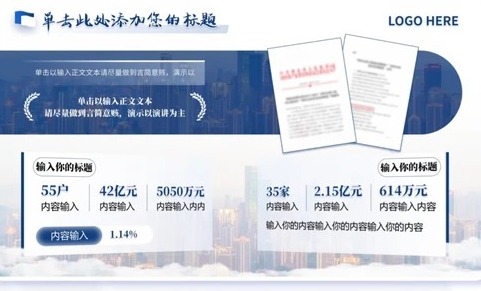 单击此处添加您的标题
LOGO HERE
单击以输入正文文本请尽量做到言简意赅，演示以
单击以输入正文文本
请尽量做到言简意赅，演示以演讲为主
输入你的标题
55户 42亿元 5050万元
内容输入 内容输入 内容输入内内
内容输入 1.14%
输入你的标题
35家 2.15亿元 614万元
内容输入 内容输入 内容输入内容
输入你的内容输入你的内容输入你的内容